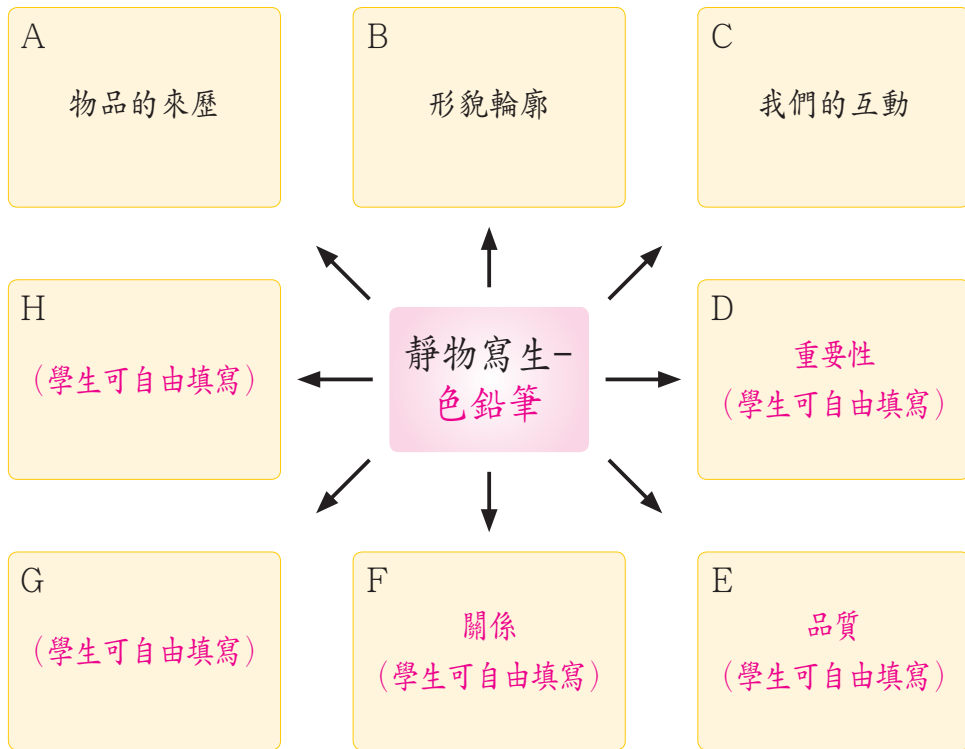 A
物品的來歷
B
形貌輪廓
C
我們的互動
H
(學生可自由填寫)
靜物寫生-
色鉛筆
D
重要性
(學生可自由填寫)
G
(學生可自由填寫)
F
關係
(學生可自由填寫)
E
品質
(學生可自由填寫)